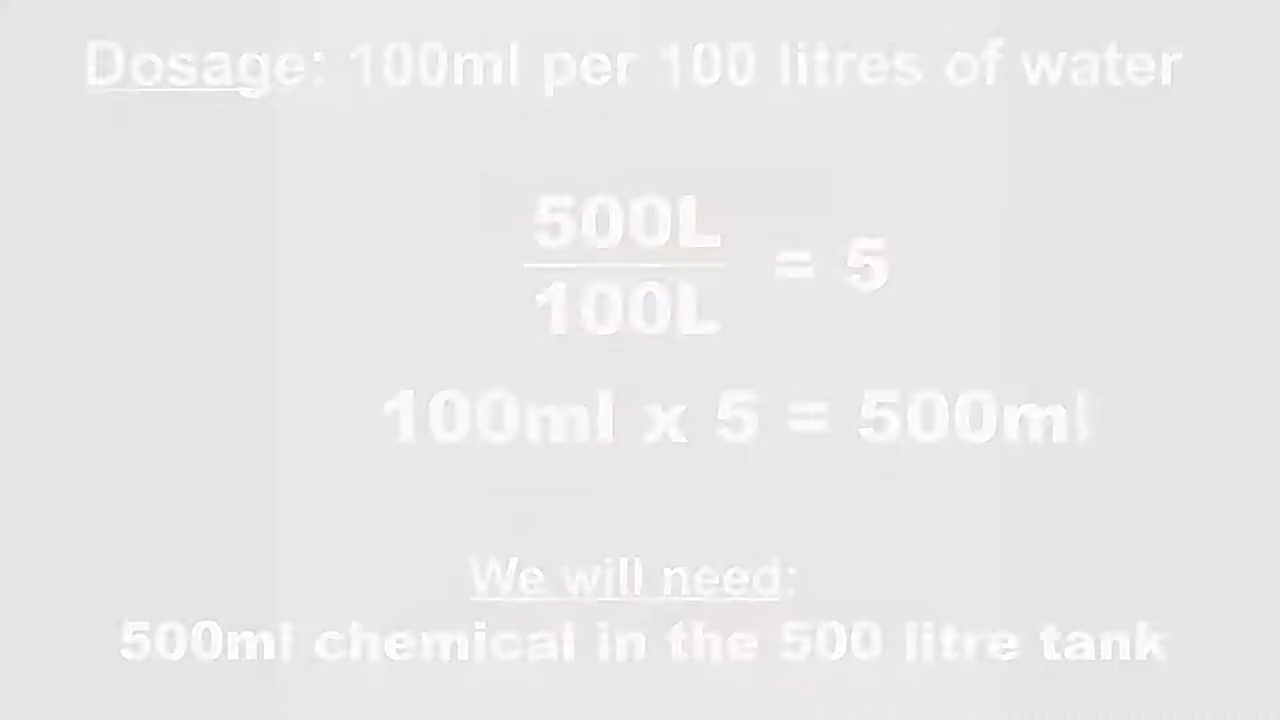 Dosage: 100ml per 100 litres of water
500L
100L
= 5
100ml x 5 = 500ml
We will need:
500ml chemical in the 500 litre tank